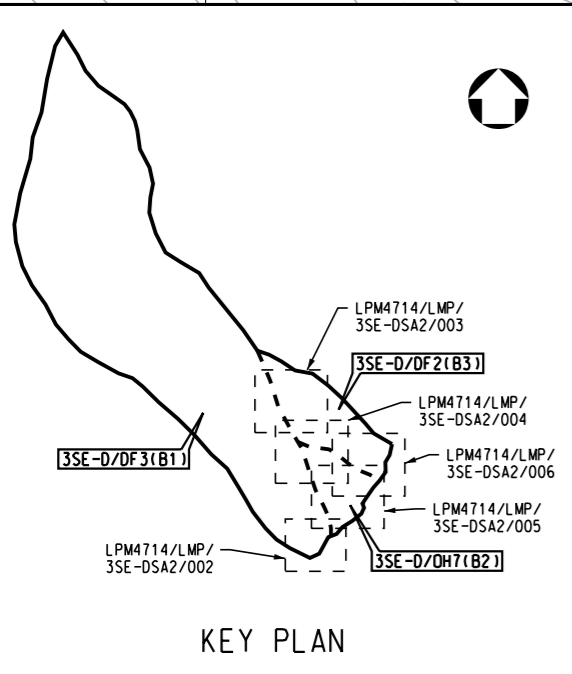 LPM4714/LMP/
3SE-DSA2/003
3SE-D/DF2(B3)
LPM4714/LMP/
3SE-DSA2/004
3SE-D/DF3(B1)
LPM4714/LMP/
3SE-DSA2/006
LPM4714/LMP/
3SE-DSA2/005
LPM4714/LMP/
3SE-DSA2/002
3SE-D/OH7(B2)
KEY PLAN